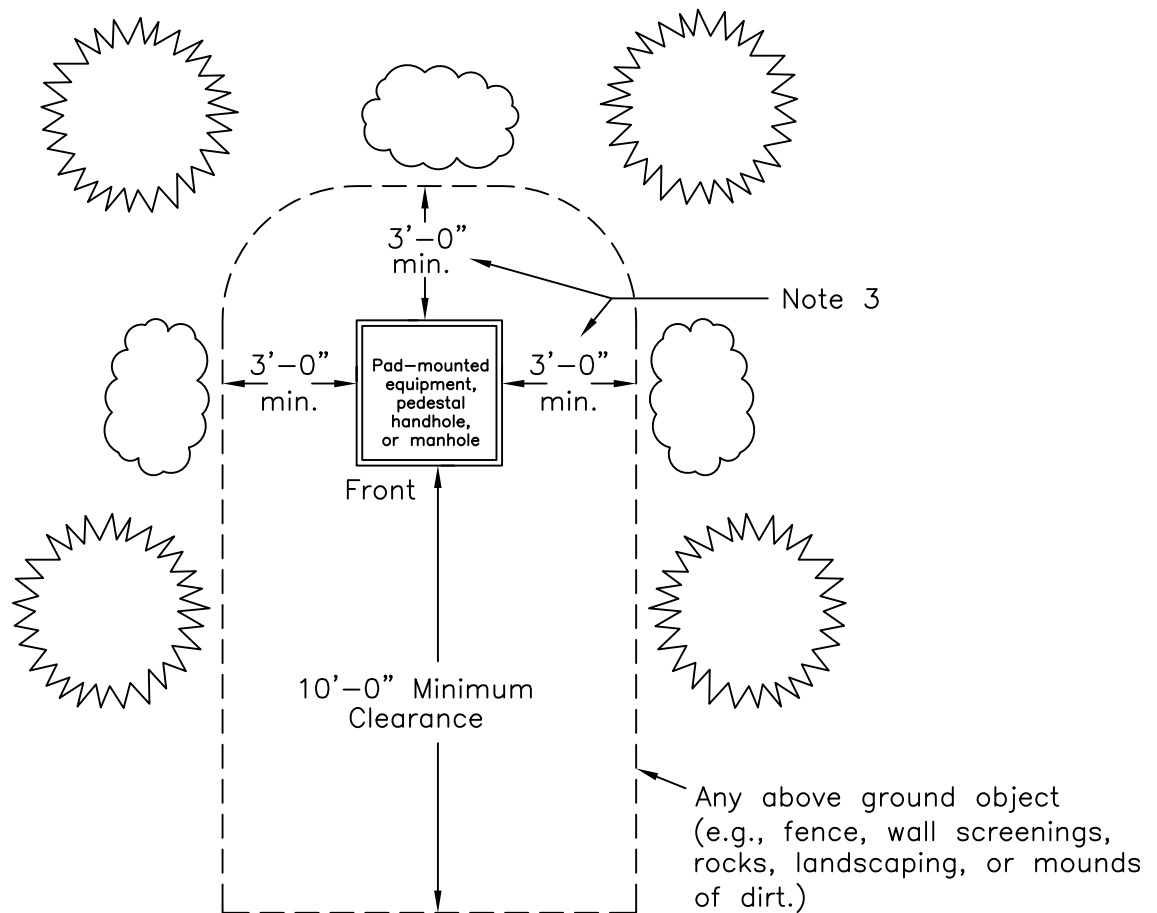 3'-0"
min.
Note 3
3'-0"
min.
Pad-mounted
equipment,
pedestal
handhole,
or manhole
3'-0"
min.
Front
10'-0" Minimum
Clearance
Any above ground object
(e.g., fence, wall screenings,
rocks, landscaping, or mounds
of dirt.)